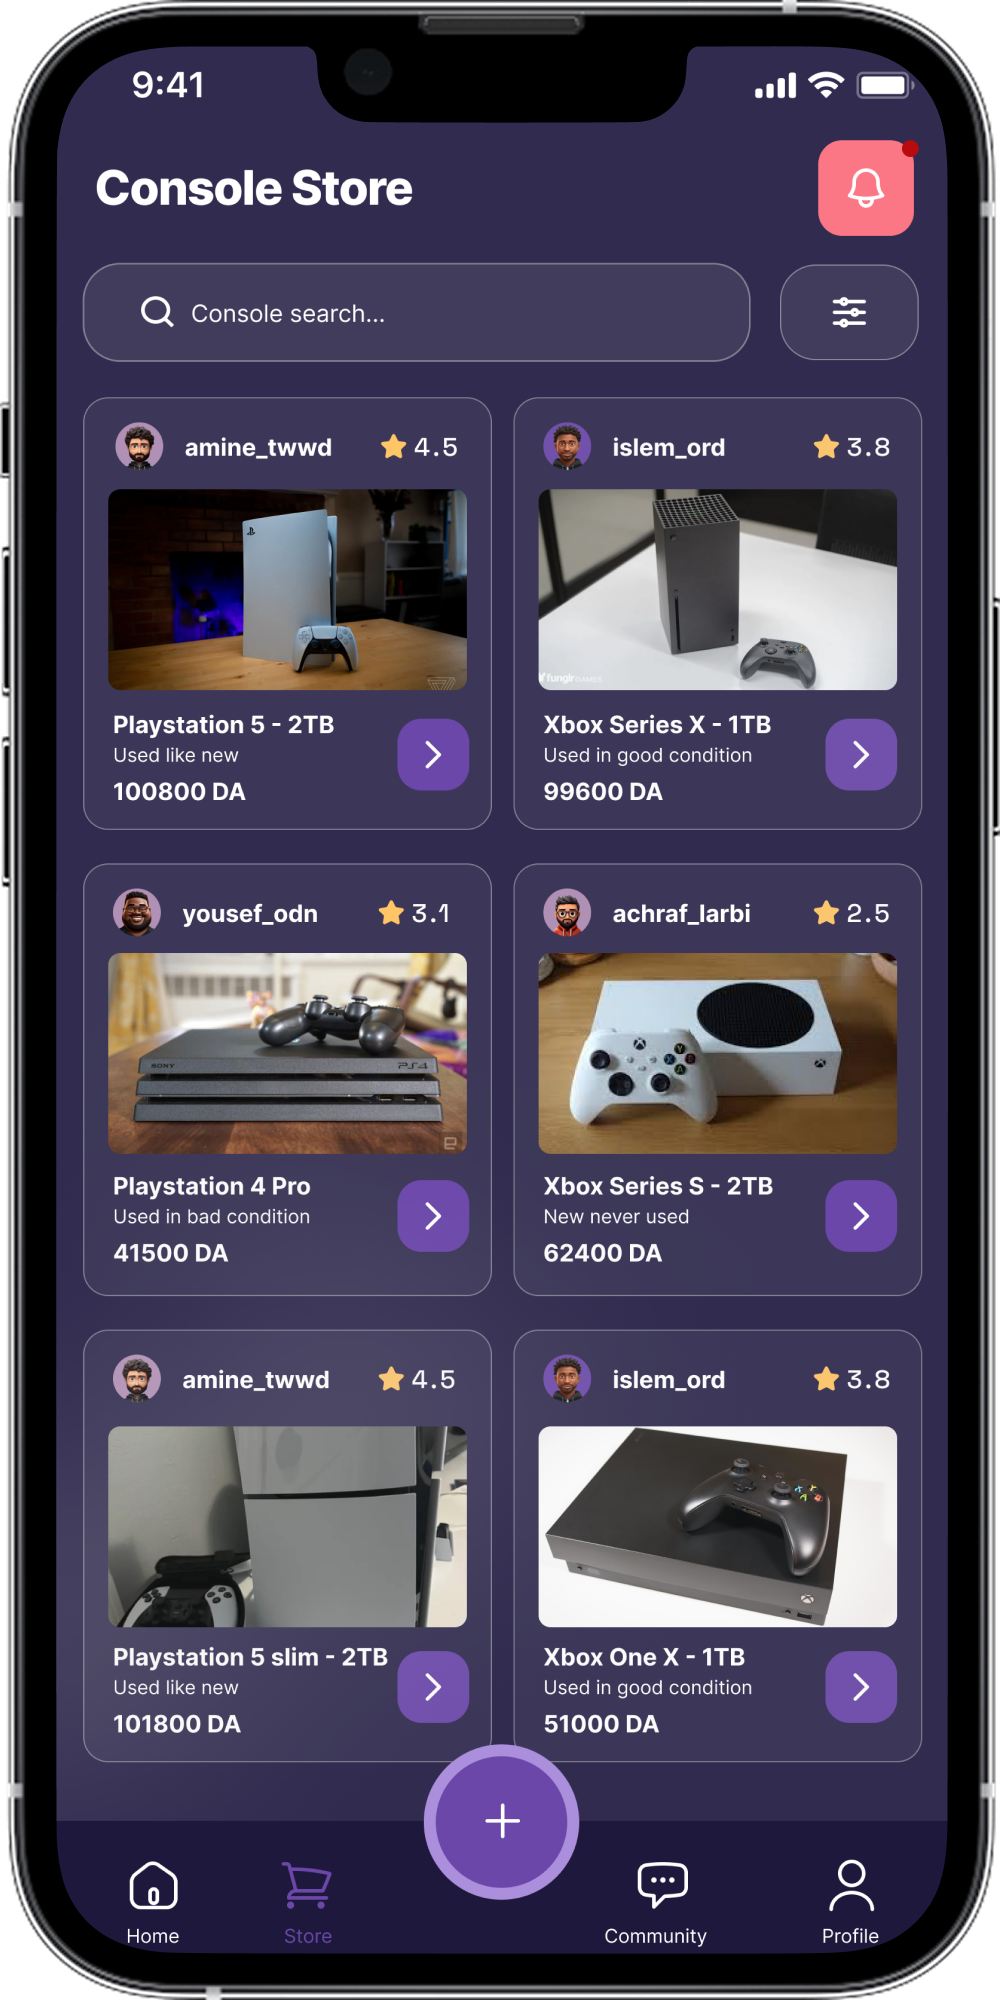 9:41
Console Store
Console search...
amine_twwd 4.5
islem_ord 3.8
funglr GAMES
Playstation 5 - 2TB
Used like new
100800 DA
Xbox Series X - 1TB
Used in good condition
99600 DA
yousef_odn 3.1
achraf_larbi 2.5
SONY PS4
Y
X B
A
Playstation 4 Pro
Used in bad condition
41500 DA
Xbox Series S - 2TB
New never used
62400 DA
amine_twwd 4.5
islem_ord 3.8
Playstation 5 slim - 2TB
Used like new
101800 DA
Xbox One X - 1TB
Used in good condition
51000 DA
Home
Store
Community
Profile